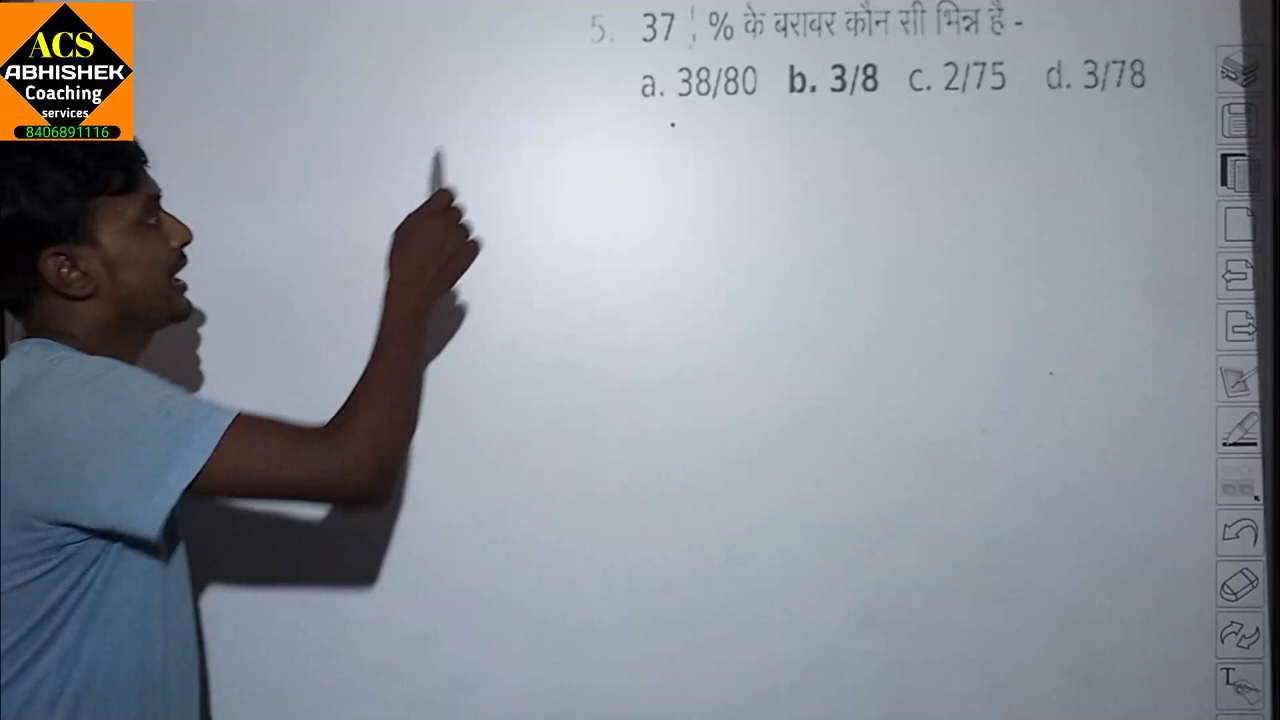 ACS
ABHISHEK
Coaching
services
8406891116
5. 37 % के बराबर कौन सी भिन्न है -
a. 38/80 b. 3/8 c. 2/75 d. 3/78
T